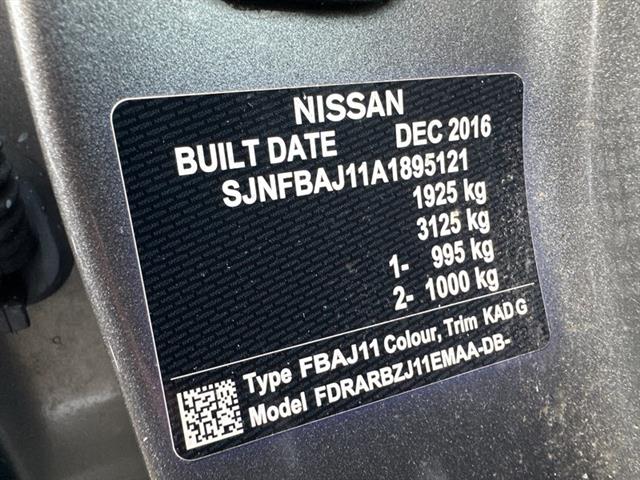 NISSAN
BUILT DATE DEC 2016
SJNFBAJ11A1895121
1925 kg
3125 kg
1- 995 kg
2- 1000 kg
Type FBAJ11 Colour, Trim KAD G
Model FDRARBZJ11EMAA-DB-